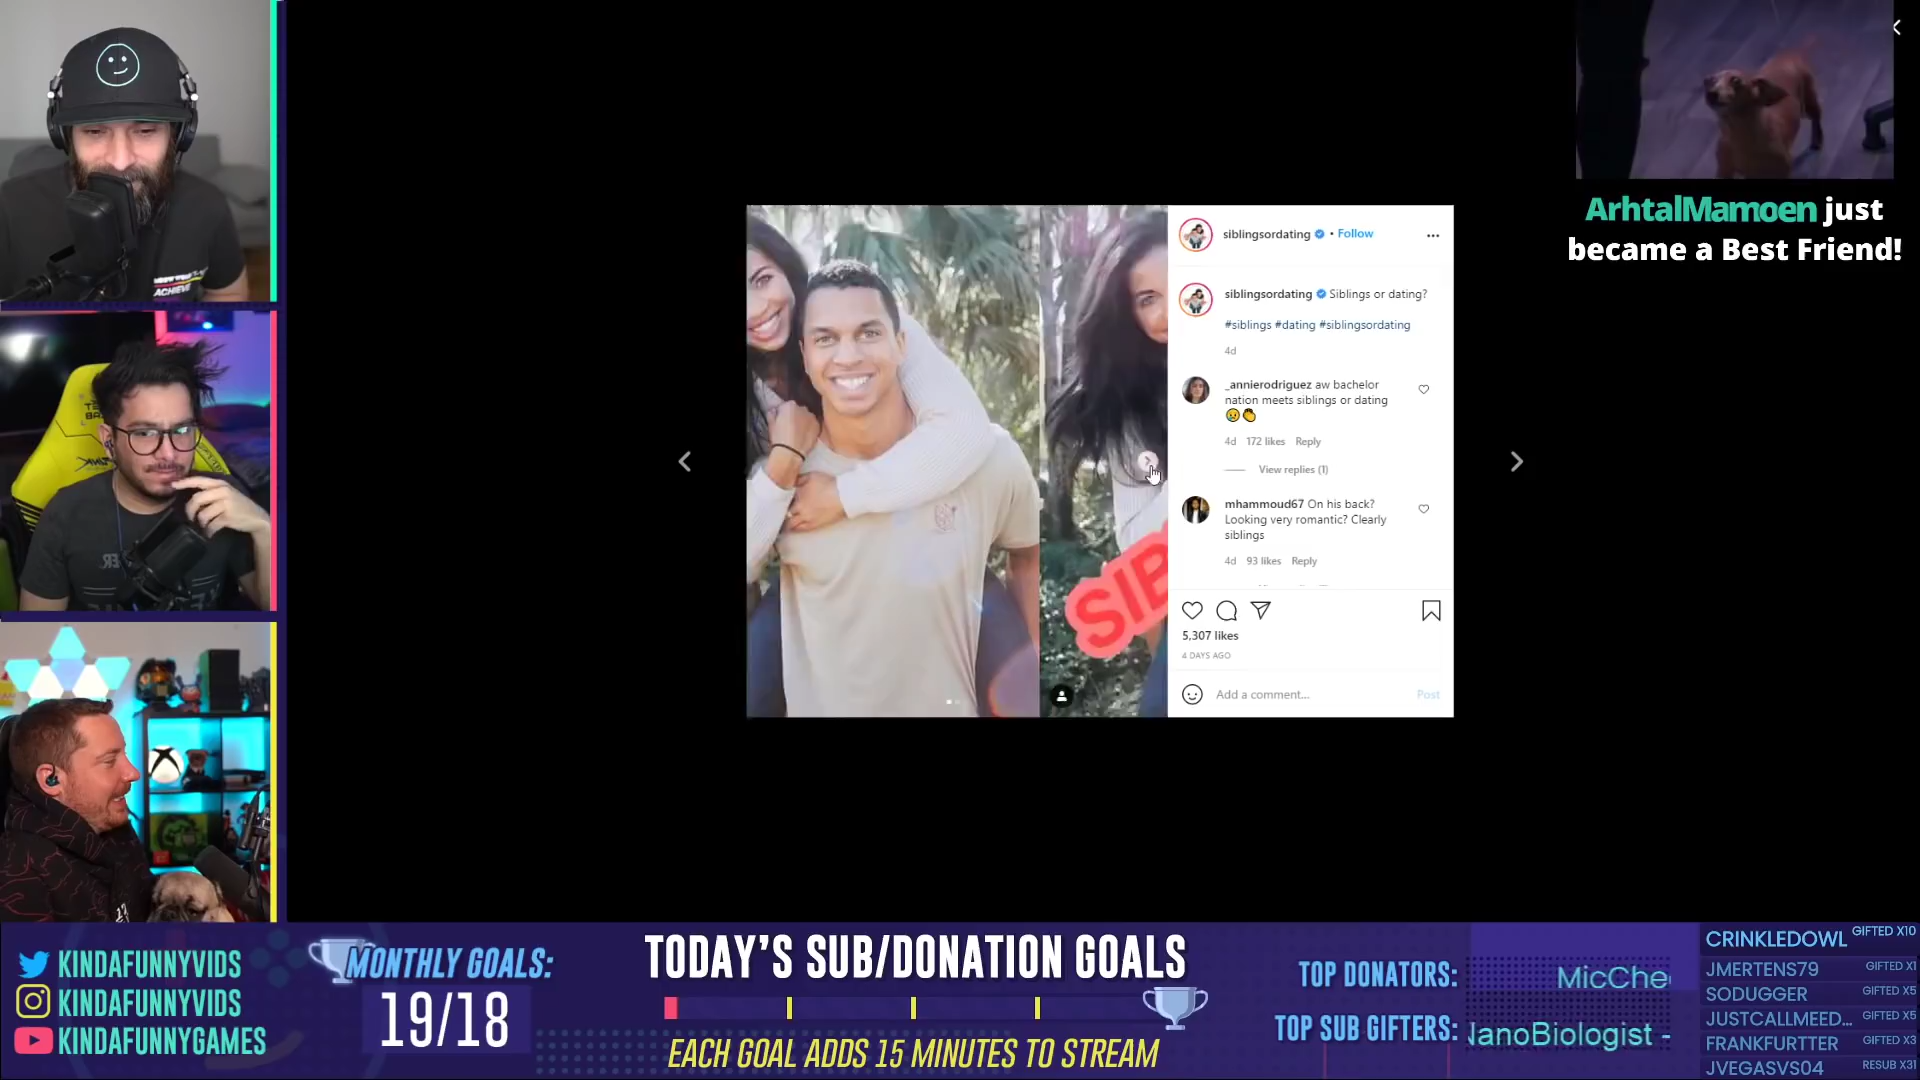 ACHIEVE
siblingsordating • Follow
siblingsordating Siblings or dating?
#siblings #dating #siblingsordating
4d
_annierodriguez aw bachelor
nation meets siblings or dating
4d 172 likes Reply
View replies (1)
mhammoud67 On his back?
Looking very romantic? Clearly
siblings
4d 93 likes Reply
5,307 likes
4 DAYS AGO
Add a comment... Post
SIB
ArhtalMamoen just
became a Best Friend!
KINDAFUNNYVIDS
KINDAFUNNYVIDS
KINDAFUNNYGAMES
MONTHLY GOALS:
19/18
TODAY'S SUB/DONATION GOALS
EACH GOAL ADDS 15 MINUTES TO STREAM
TOP DONATORS: MicChe
TOP SUB GIFTERS: NanoBiologist -
CRINKLEDOWL GIFTED X10
JMERTENS79 GIFTED X1
SODUGGER GIFTED X5
JUSTCALLMEED... GIFTED X5
FRANKFURTTER GIFTED X3
JVEGASVS04 RESUB X31